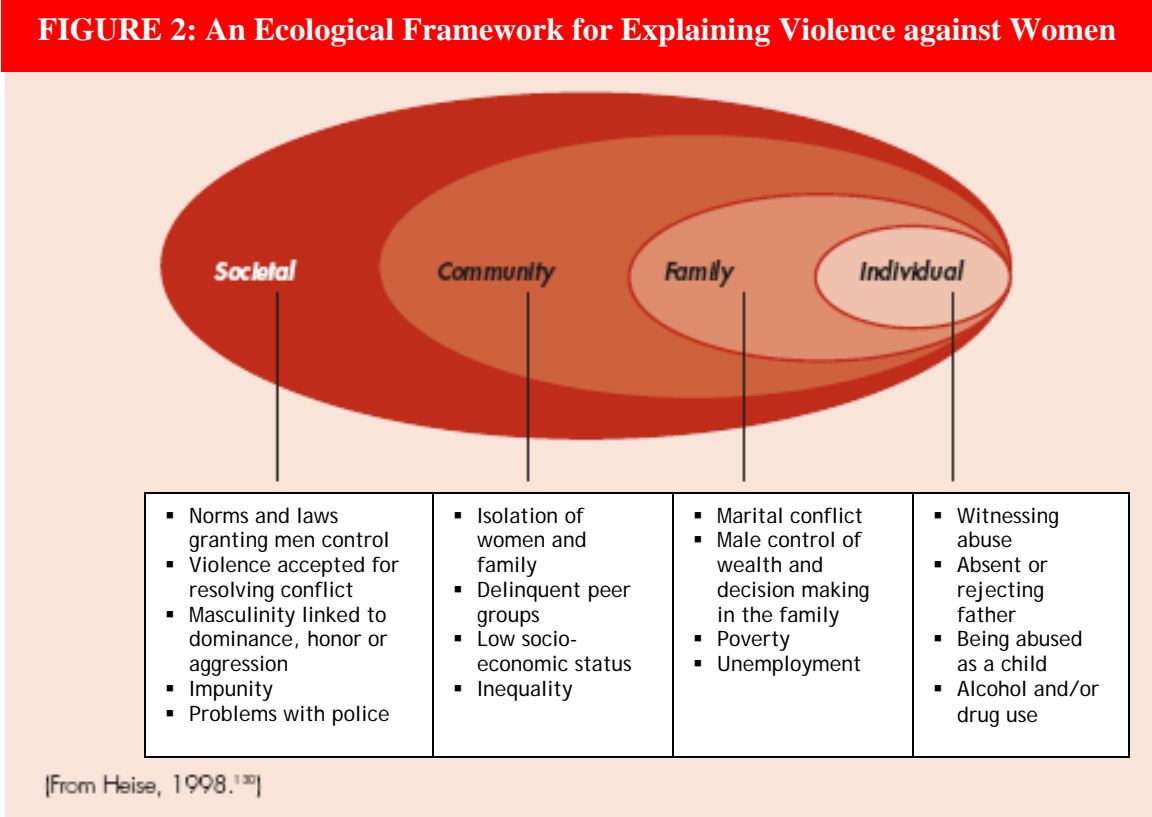 FIGURE 2: An Ecological Framework for Explaining Violence against Women
Societal
Community
Family
Individual
▪ Norms and laws
granting men control
▪ Violence accepted for
resolving conflict
▪ Masculinity linked to
dominance, honor or
aggression
▪ Impunity
▪ Problems with police
▪ Isolation of
women and
family
▪ Delinquent peer
groups
▪ Low socio-
economic status
▪ Inequality
▪ Marital conflict
▪ Male control of
wealth and
decision making
in the family
▪ Poverty
▪ Unemployment
▪ Witnessing
abuse
▪ Absent or
rejecting
father
▪ Being abused
as a child
▪ Alcohol and/or
drug use
(From Heise, 1998.¹³⁰)